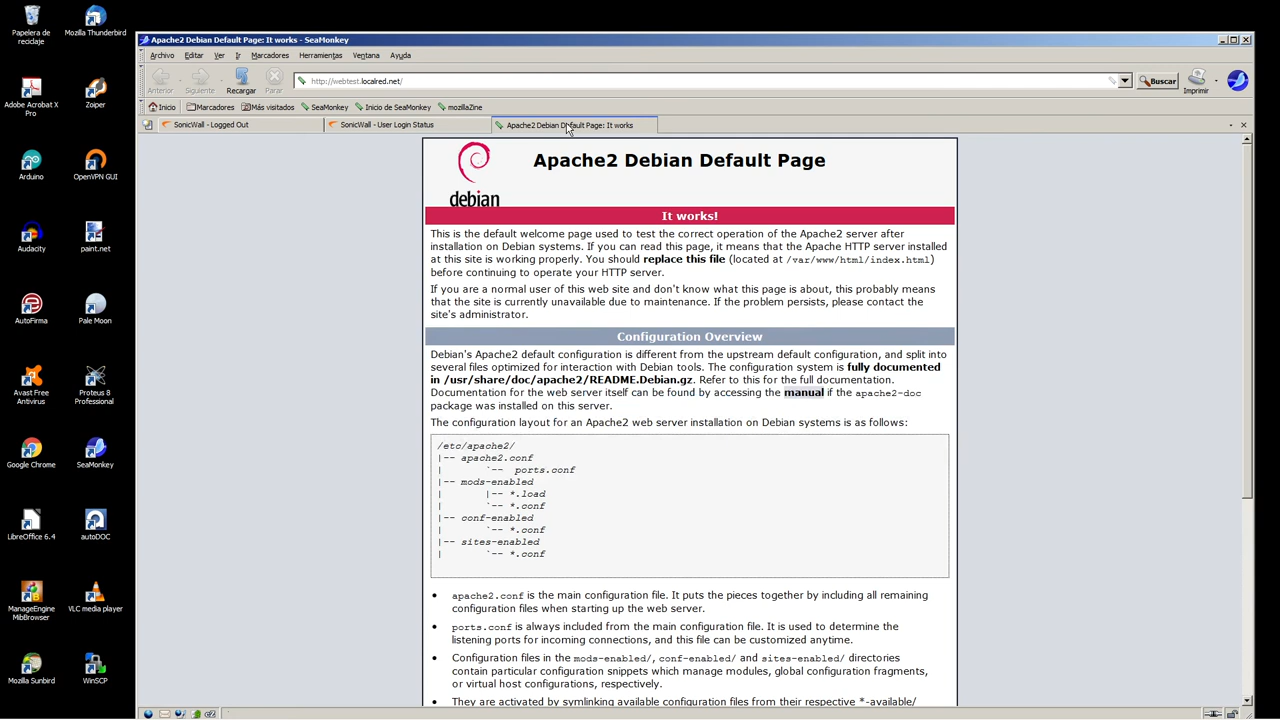 Papelera de reciclaje
Mozilla Thunderbird
Adobe Acrobat X Pro
Zoiper
Arduino
OpenVPN GUI
Audacity
paint.net
AutoFirma
Pale Moon
Avast Free Antivirus
Proteus 8 Professional
Google Chrome
SeaMonkey
LibreOffice 6.4
autoDOC
ManageEngine MibBrowser
VLC media player
Mozilla Sunbird
WinSCP
Apache2 Debian Default Page: It works - SeaMonkey
Archivo Editar Ver Ir Marcadores Herramientas Ventana Ayuda
Anterior Siguiente Recargar Parar http://webtest.localred.net/ Buscar Imprimir
Inicio Marcadores Más visitados SeaMonkey Inicio de SeaMonkey mozillaZine
SonicWall - Logged Out SonicWall - User Login Status Apache2 Debian Default Page: It works
debian
Apache2 Debian Default Page
It works!
This is the default welcome page used to test the correct operation of the Apache2 server after
installation on Debian systems. If you can read this page, it means that the Apache HTTP server installed
at this site is working properly. You should replace this file (located at /var/www/html/index.html)
before continuing to operate your HTTP server.
If you are a normal user of this web site and don't know what this page is about, this probably means
that the site is currently unavailable due to maintenance. If the problem persists, please contact the
site's administrator.
Configuration Overview
Debian's Apache2 default configuration is different from the upstream default configuration, and split into
several files optimized for interaction with Debian tools. The configuration system is fully documented
in /usr/share/doc/apache2/README.Debian.gz. Refer to this for the full documentation.
Documentation for the web server itself can be found by accessing the manual if the apache2-doc
package was installed on this server.
The configuration layout for an Apache2 web server installation on Debian systems is as follows:
/etc/apache2/
|-- apache2.conf
| `-- ports.conf
|-- mods-enabled
| |-- *.load
| `-- *.conf
|-- conf-enabled
| `-- *.conf
|-- sites-enabled
| `-- *.conf
• apache2.conf is the main configuration file. It puts the pieces together by including all remaining
configuration files when starting up the web server.
• ports.conf is always included from the main configuration file. It is used to determine the
listening ports for incoming connections, and this file can be customized anytime.
• Configuration files in the mods-enabled/, conf-enabled/ and sites-enabled/ directories
contain particular configuration snippets which manage modules, global configuration fragments,
or virtual host configurations, respectively.
• They are activated by symlinking available configuration files from their respective *-available/